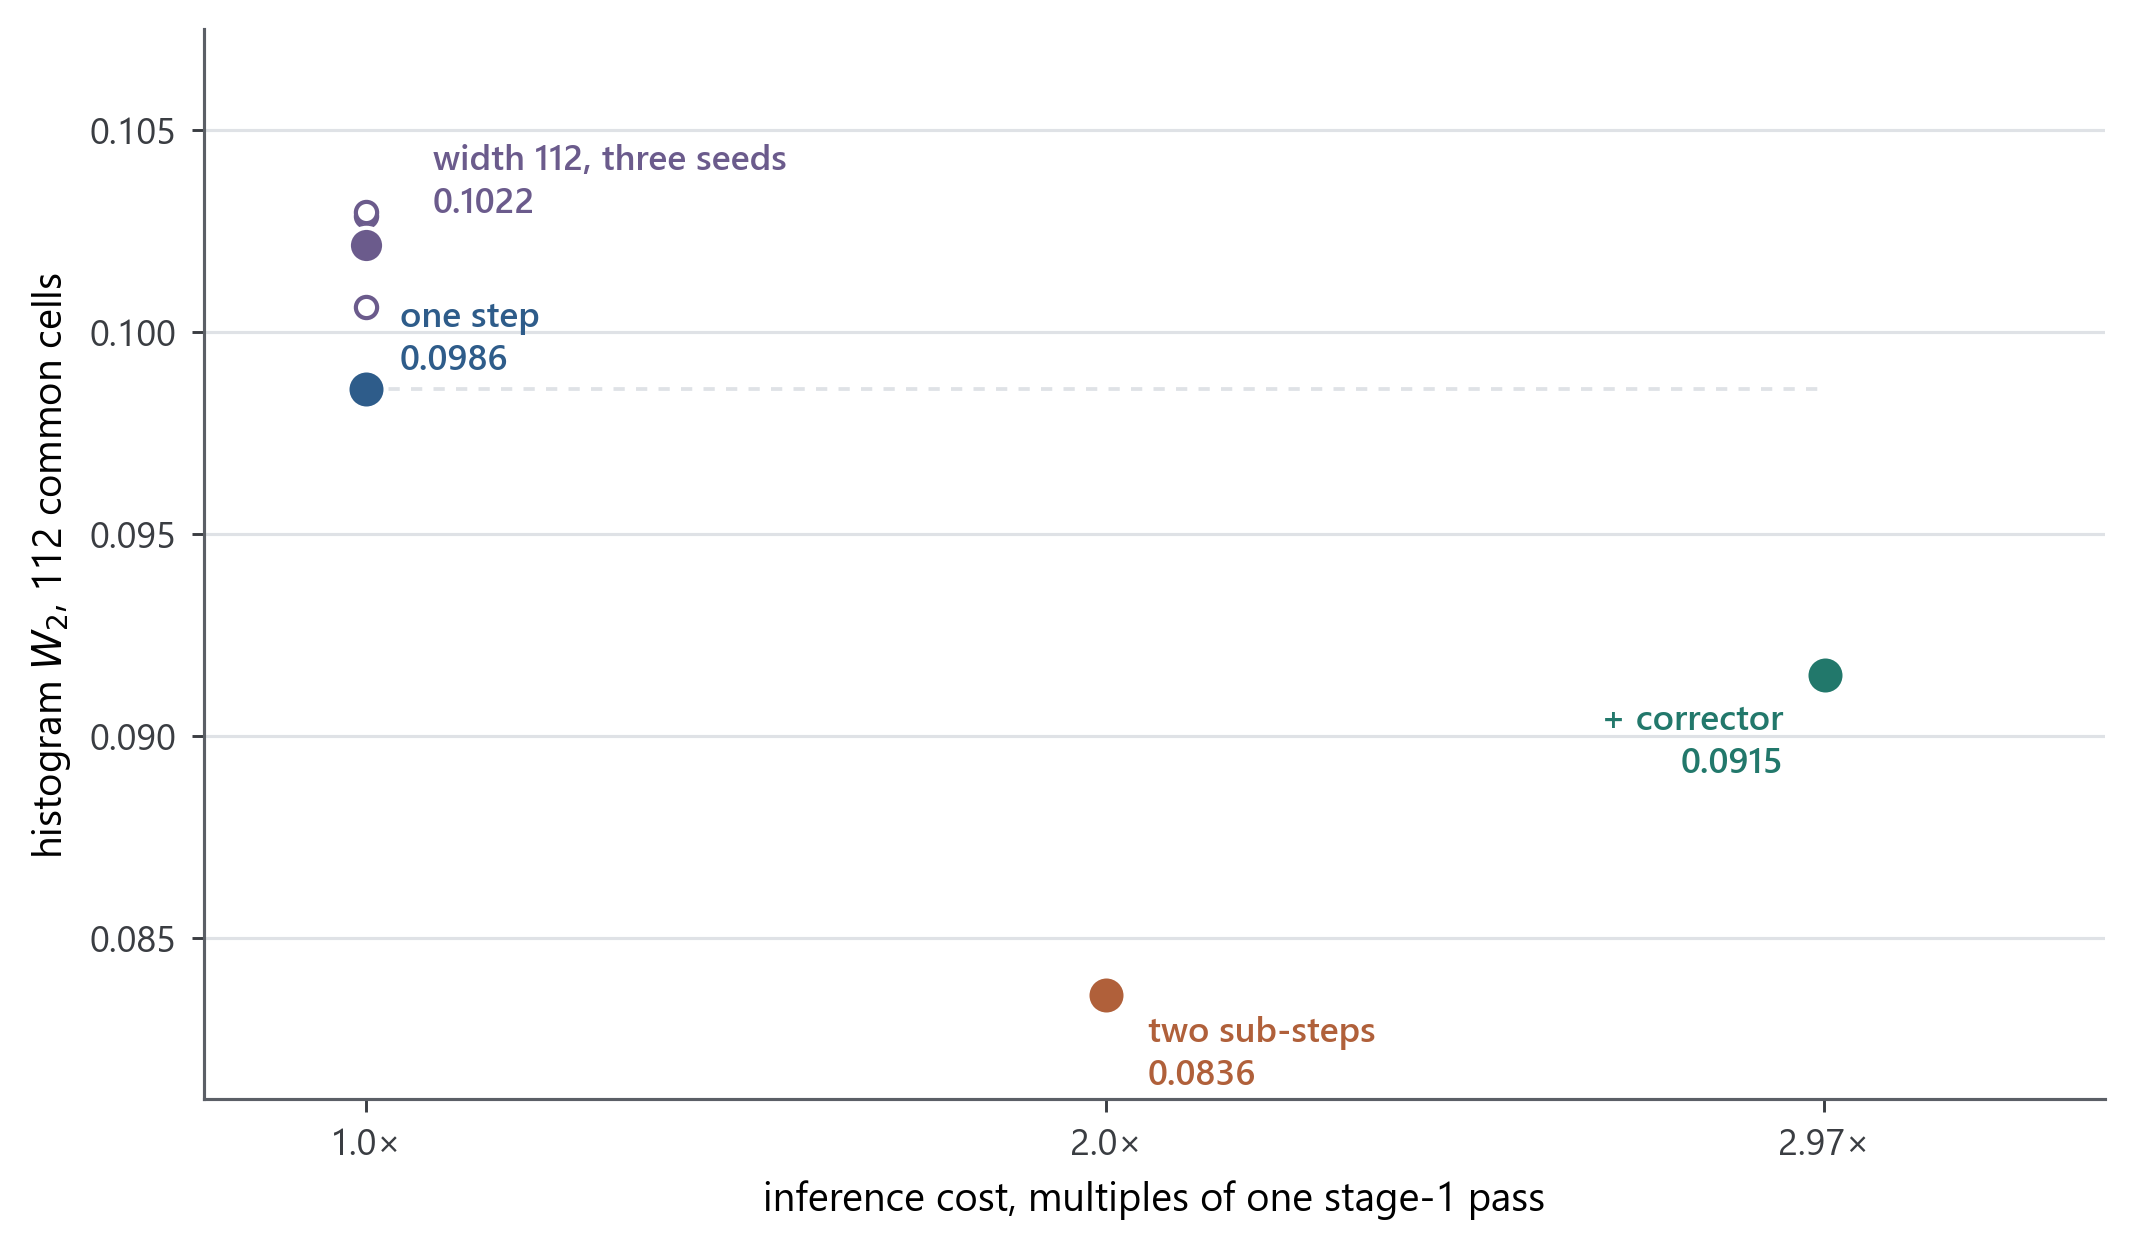 0.105
width 112, three seeds
0.1022
one step
0.100
0.0986
histogram W₂, 112 common cells
0.095
+ corrector
0.090
0.0915
0.085
two sub-steps
0.0836
1.0× 2.0× 2.97×
inference cost, multiples of one stage-1 pass